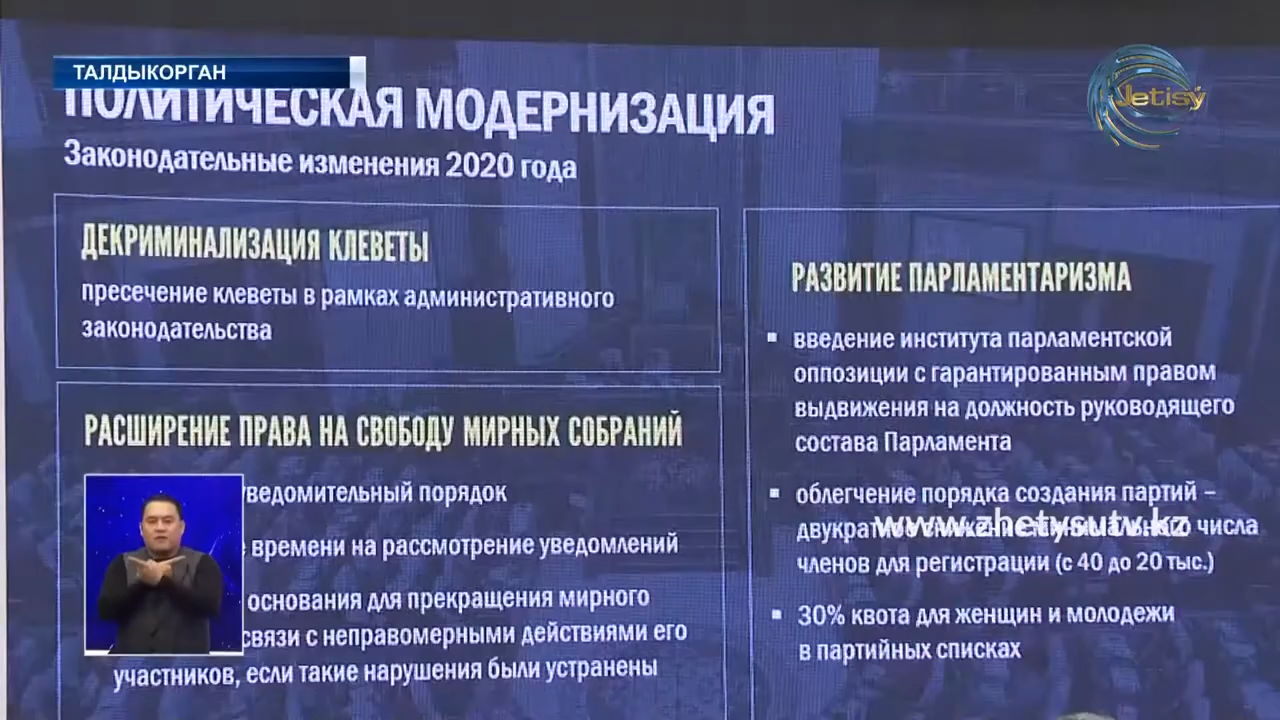 ТАЛДЫКОРГАН
Jetisý
ПОЛИТИЧЕСКАЯ МОДЕРНИЗАЦИЯ
Законодательные изменения 2020 года
ДЕКРИМИНАЛИЗАЦИЯ КЛЕВЕТЫ
пресечение клеветы в рамках административного
законодательства
РАСШИРЕНИЕ ПРАВА НА СВОБОДУ МИРНЫХ СОБРАНИЙ
уведомительный порядок
времени на рассмотрение уведомлений
основания для прекращения мирного
связи с неправомерными действиями его
участников, если такие нарушения были устранены
РАЗВИТИЕ ПАРЛАМЕНТАРИЗМА
▪ введение института парламентской
оппозиции с гарантированным правом
выдвижения на должность руководящего
состава Парламента
▪ облегчение порядка создания партий –
двукратное числа
www.zhetysutv.kz
членов для регистрации (с 40 до 20 тыс.)
▪ 30% квота для женщин и молодежи
в партийных списках